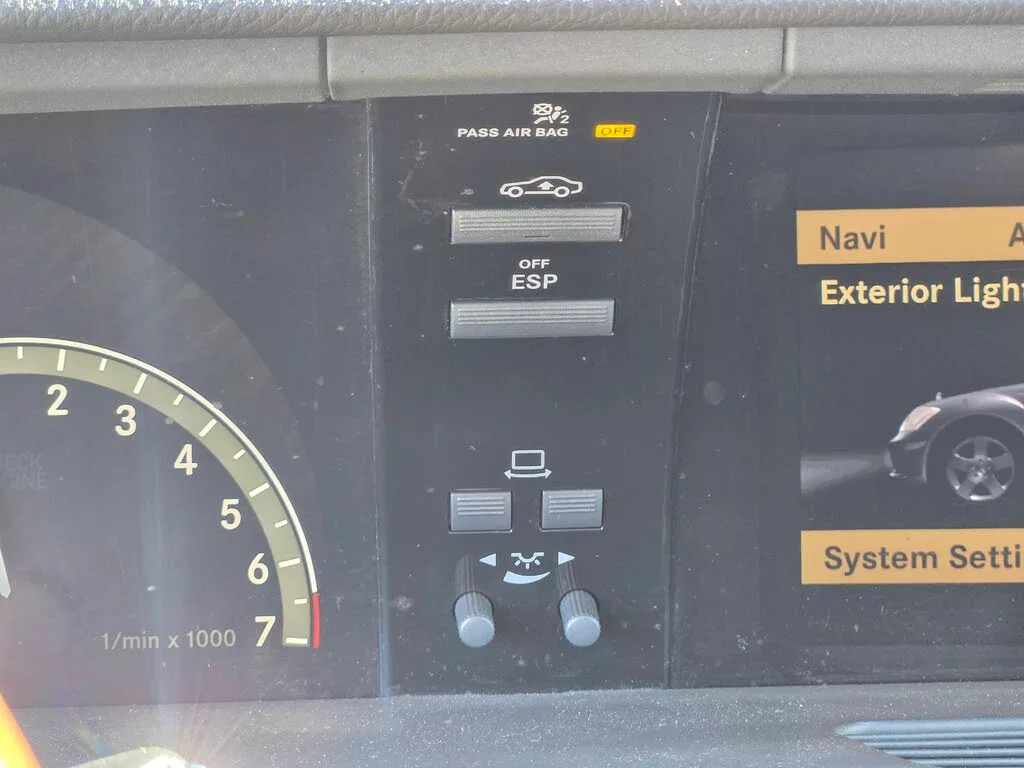 2
PASS AIR BAG OFF
OFF
ESP
Navi A
Exterior Light
System Setti
2
3
4
5
6
7
1/min x 1000